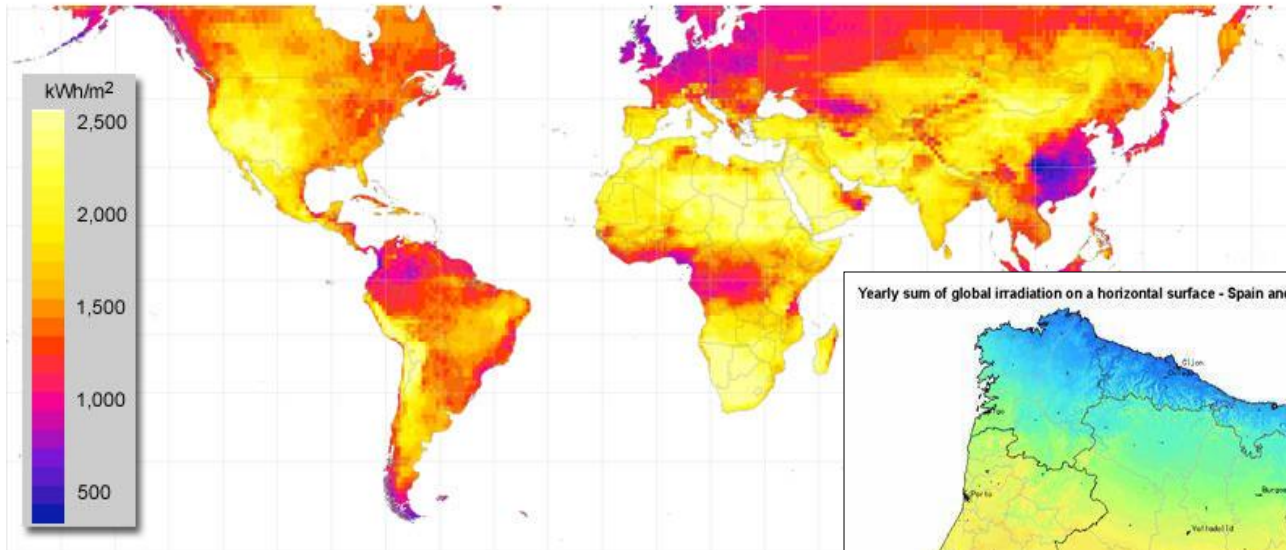 kWh/m2
2,500
2,000
1,500
1,000
500
Yearly sum of global irradiation on a horizontal surface - Spain and
Gijon
Porto
Burgos
Valladolid